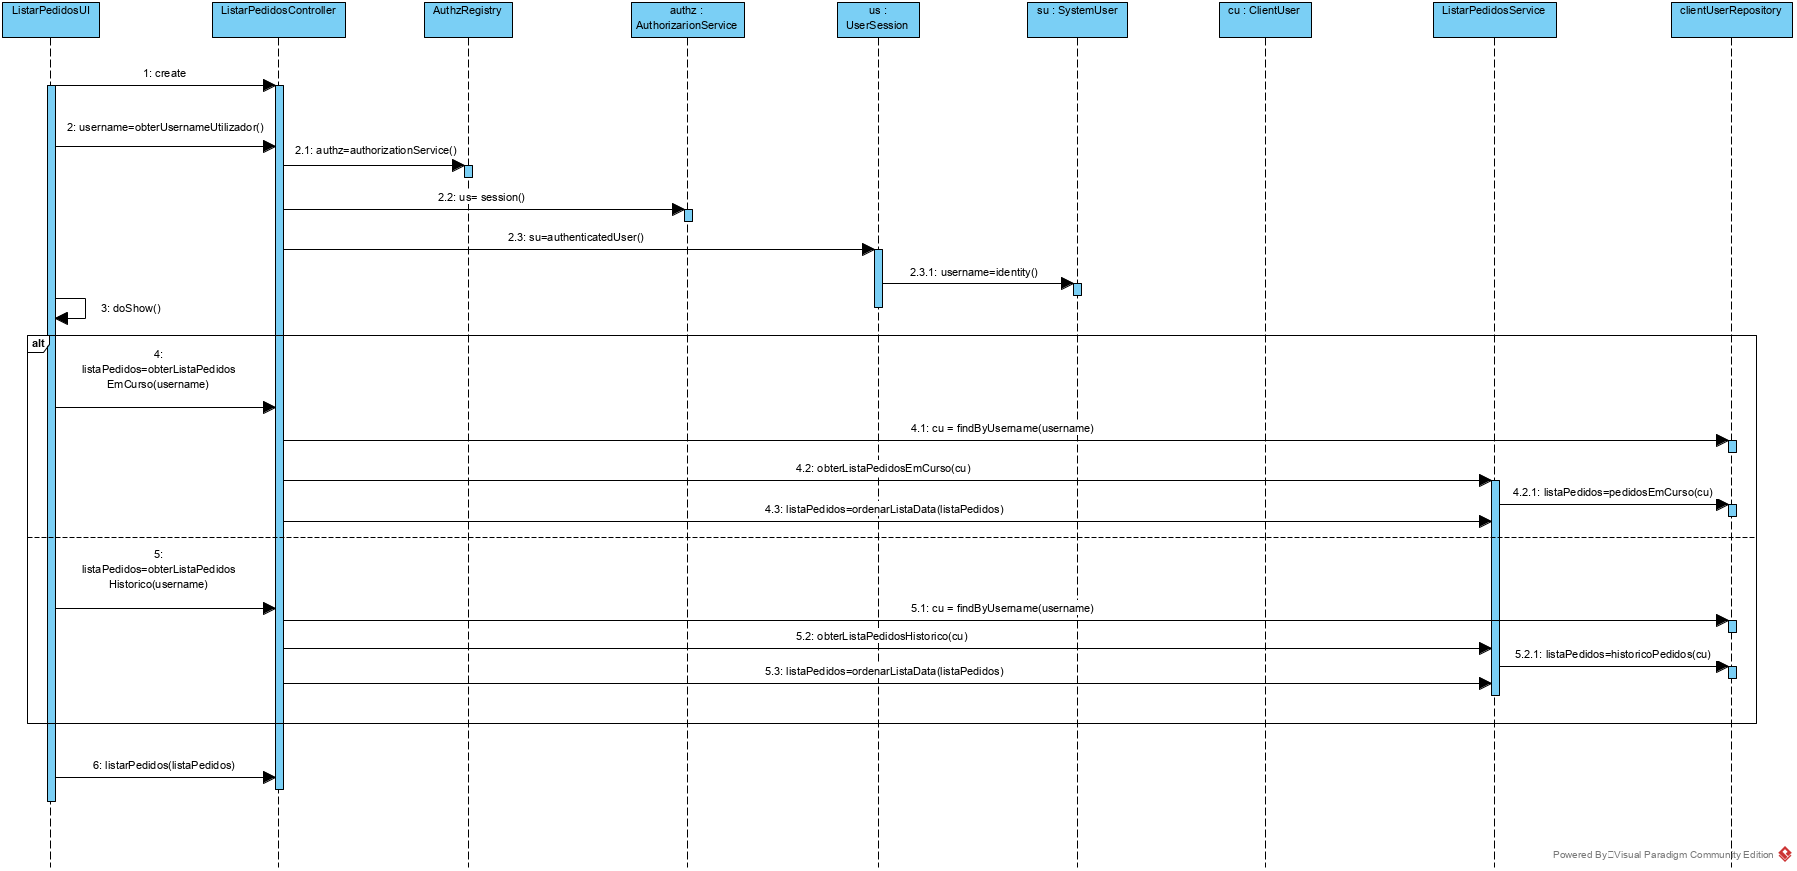 ListarPedidosUI
ListarPedidosController
AuthzRegistry
authz :
AuthorizarionService
us :
UserSession
su : SystemUser
cu : ClientUser
ListarPedidosService
clientUserRepository
1: create
2: username=obterUsernameUtilizador()
2.1: authz=authorizationService()
2.2: us= session()
2.3: su=authenticatedUser()
2.3.1: username=identity()
3: doShow()
alt
4:
listaPedidos=obterListaPedidos
EmCurso(username)
4.1: cu = findByUsername(username)
4.2: obterListaPedidosEmCurso(cu)
4.2.1: listaPedidos=pedidosEmCurso(cu)
4.3: listaPedidos=ordenarListaData(listaPedidos)
5:
listaPedidos=obterListaPedidos
Historico(username)
5.1: cu = findByUsername(username)
5.2: obterListaPedidosHistorico(cu)
5.2.1: listaPedidos=historicoPedidos(cu)
5.3: listaPedidos=ordenarListaData(listaPedidos)
6: listarPedidos(listaPedidos)
Powered By Visual Paradigm Community Edition